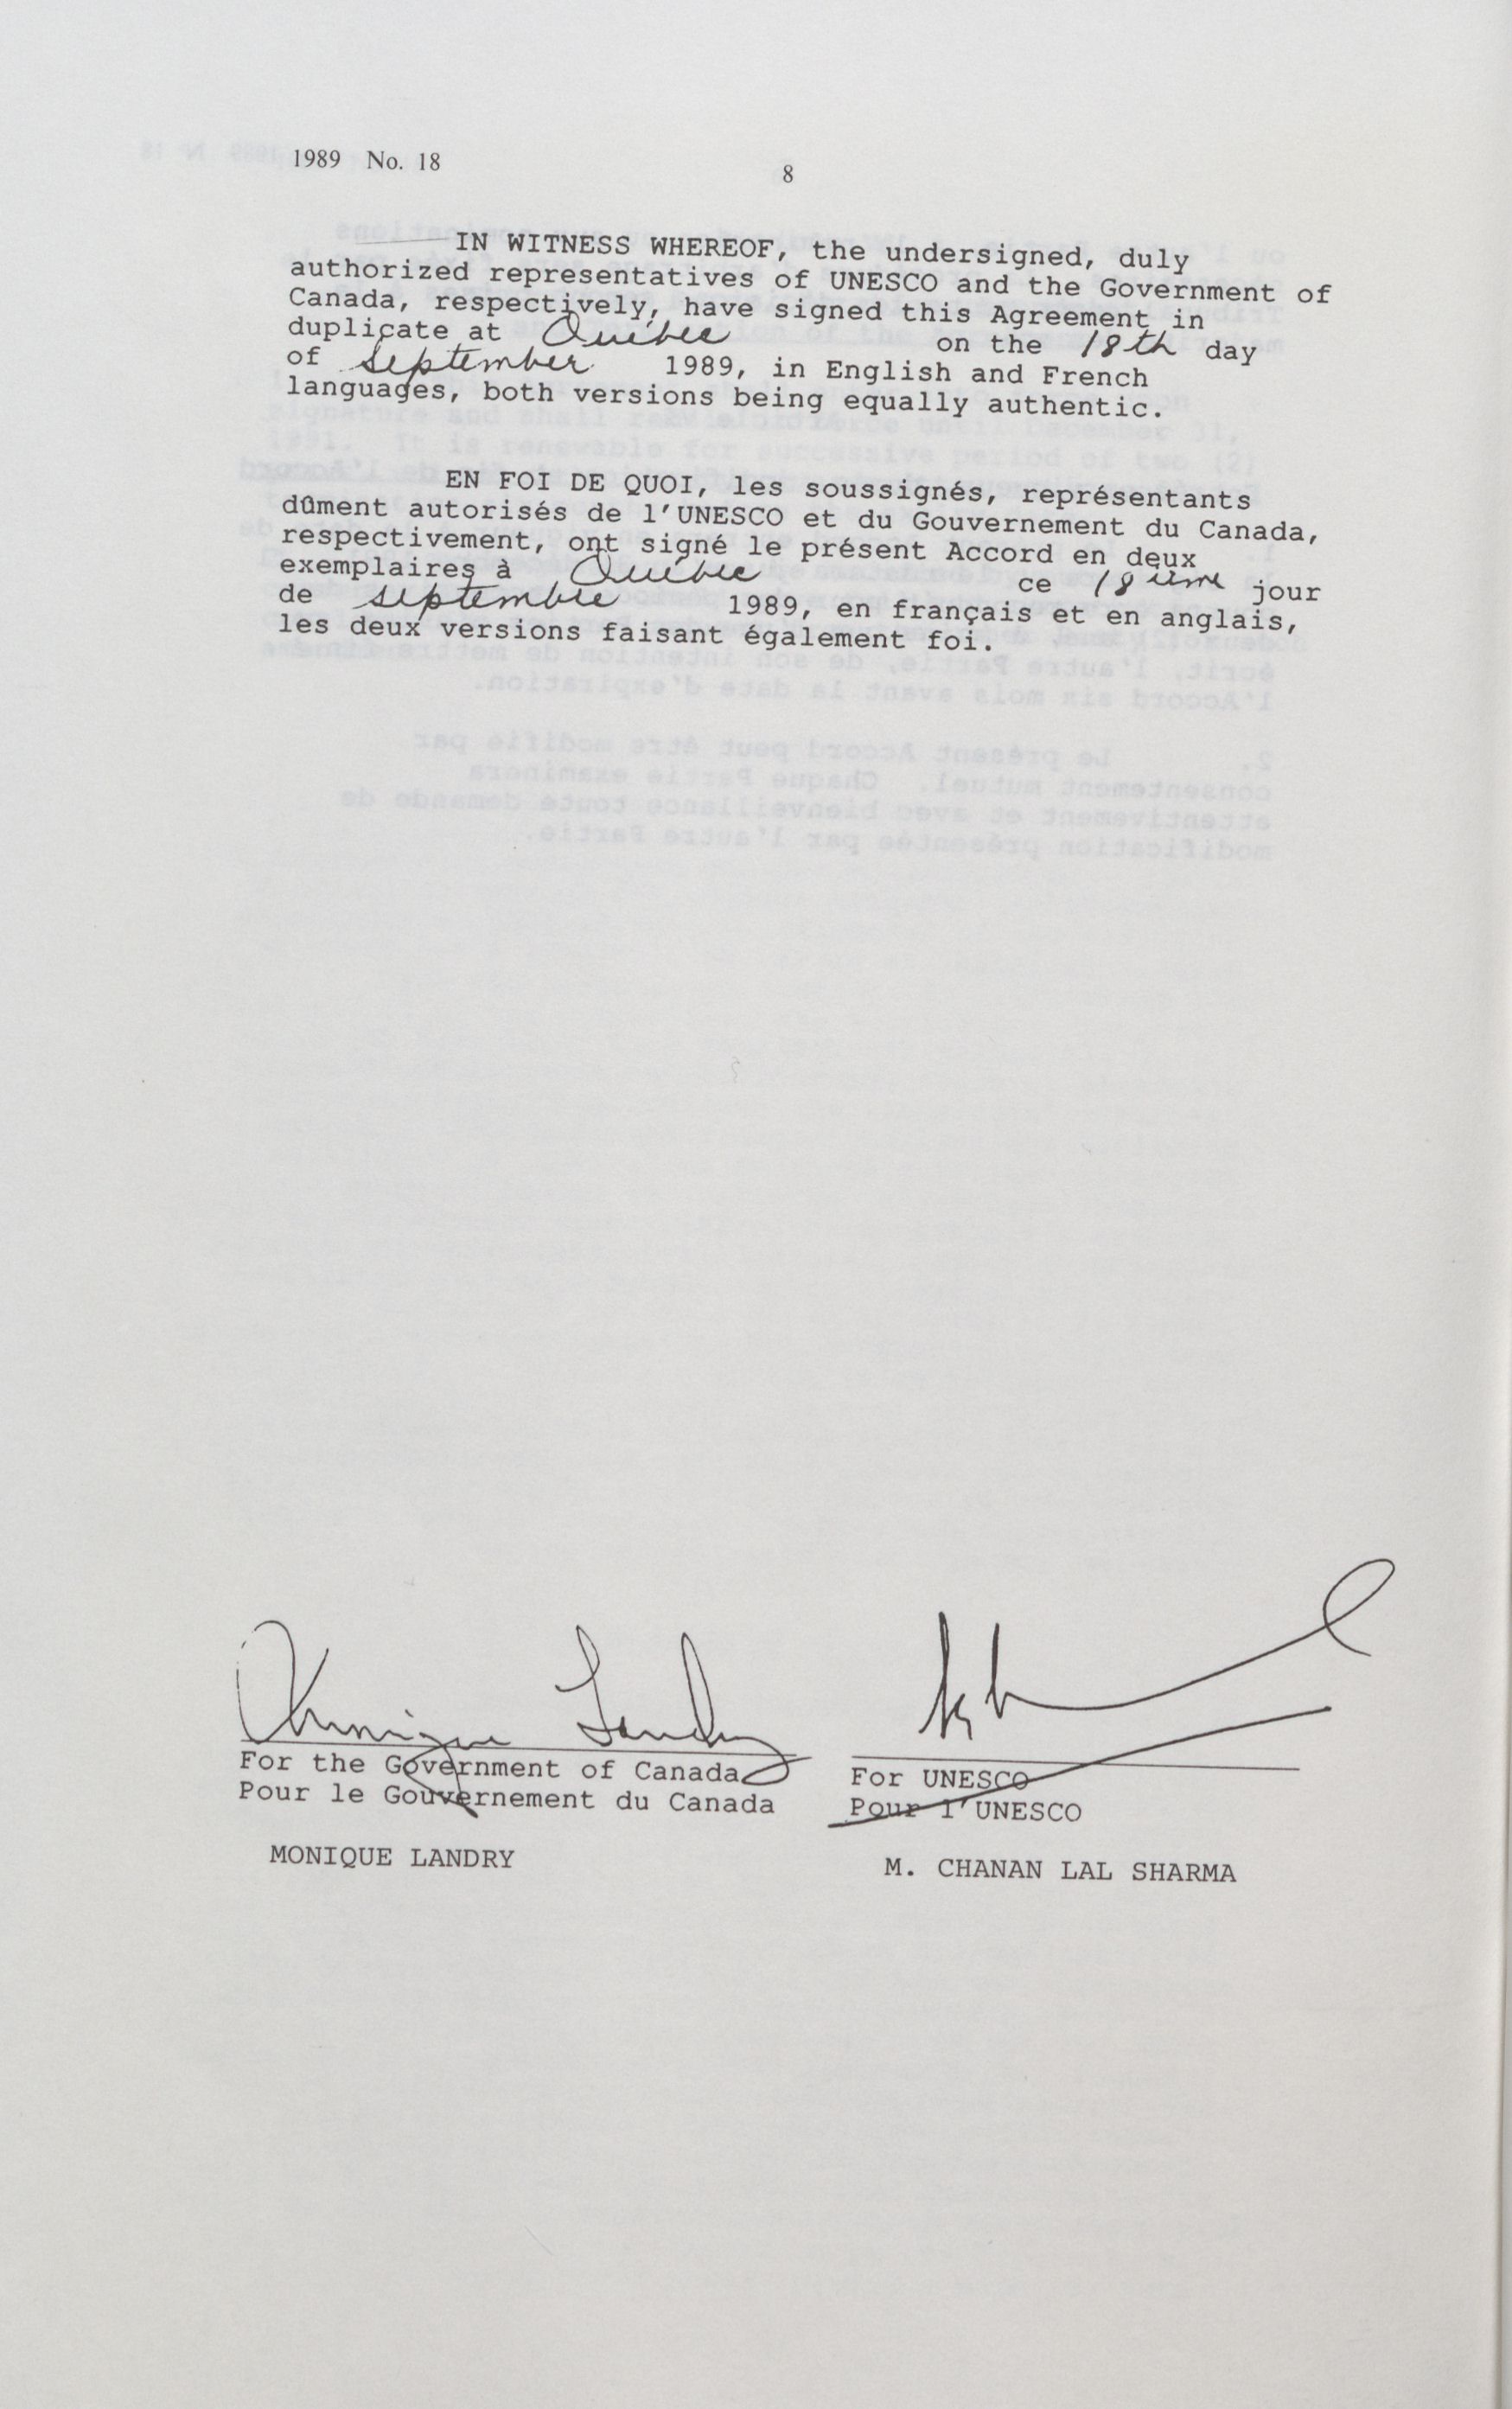 1989 No. 18
8
IN WITNESS WHEREOF, the undersigned, duly
authorized representatives of UNESCO and the Government of
Canada, respectively, have signed this Agreement in
duplicate at Québec on the 18th day
of September 1989, in English and French
languages, both versions being equally authentic.
EN FOI DE QUOI, les soussignés, représentants
dûment autorisés de l'UNESCO et du Gouvernement du Canada,
respectivement, ont signé le présent Accord en deux
exemplaires à Québec ce 18ième jour
de septembre 1989, en français et en anglais,
les deux versions faisant également foi.
Monique Landry
For the Government of Canada
Pour le Gouvernement du Canada
MONIQUE LANDRY
For UNESCO
Pour l'UNESCO
M. CHANAN LAL SHARMA